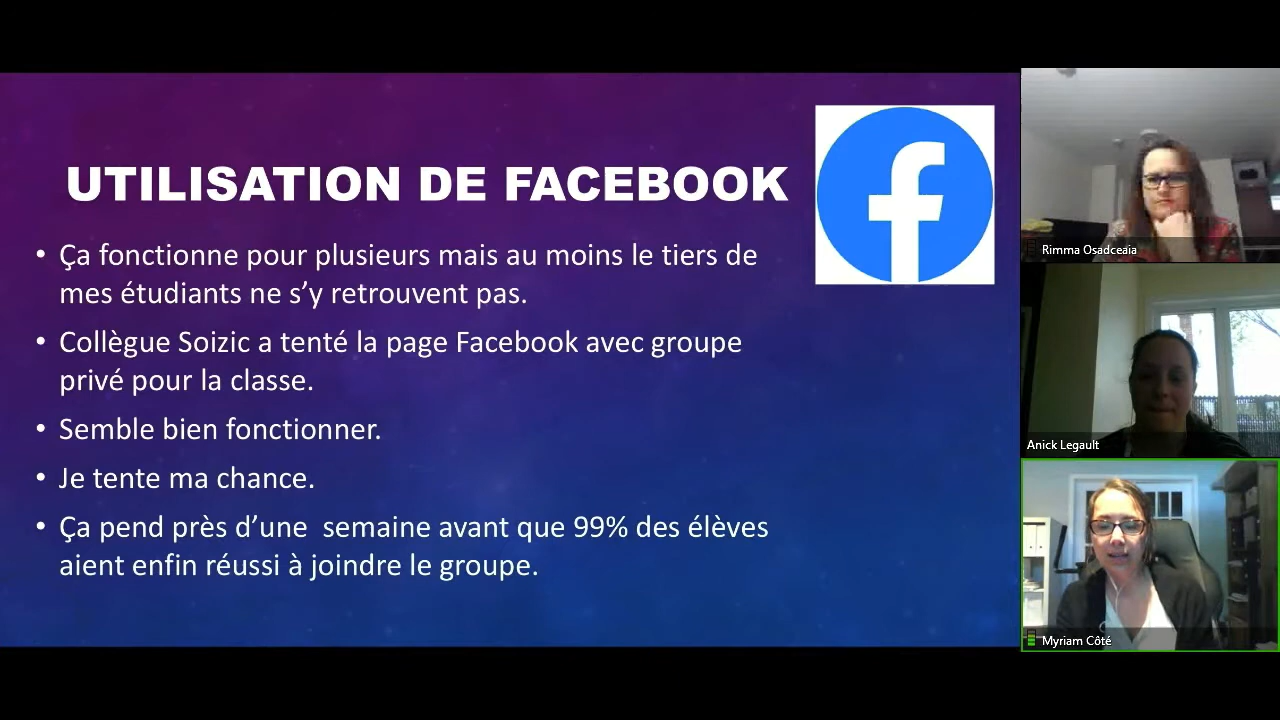 UTILISATION DE FACEBOOK
• Ça fonctionne pour plusieurs mais au moins le tiers de
mes étudiants ne s’y retrouvent pas.
• Collègue Soizic a tenté la page Facebook avec groupe
privé pour la classe.
• Semble bien fonctionner.
• Je tente ma chance.
• Ça pend près d’une  semaine avant que 99% des élèves
aient enfin réussi à joindre le groupe.
Rimma Osadceaia
Anick Legault
Myriam Côté